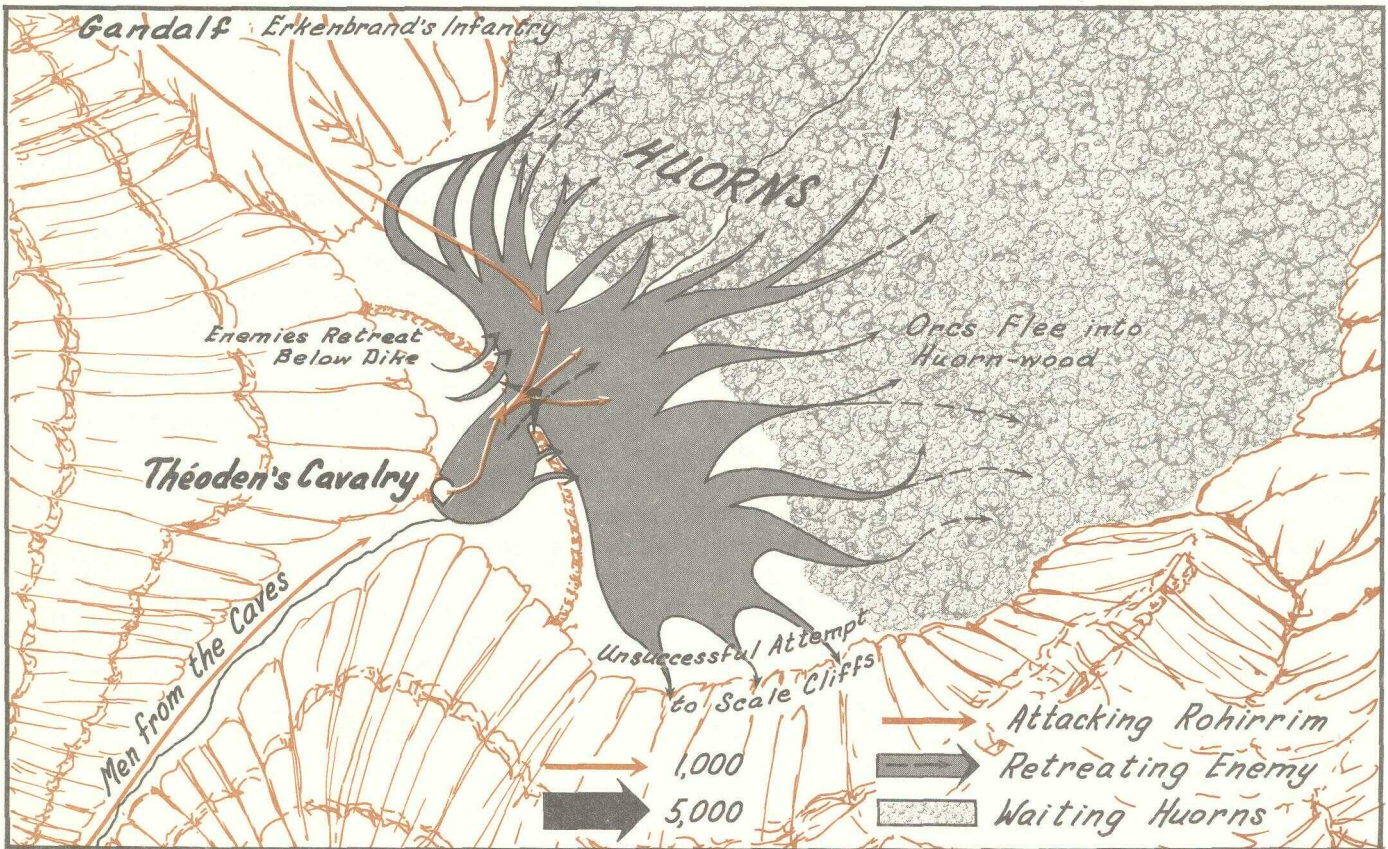 Gandalf Erkenbrand's Infantry
HUORNS
Enemies Retreat
Below Dike
Orcs Flee into
Huorn-wood
Théoden's Cavalry
Men from the Caves
Unsuccessful Attempt
to Scale Cliffs
1,000
5,000
Attacking Rohirrim
Retreating Enemy
Waiting Huorns